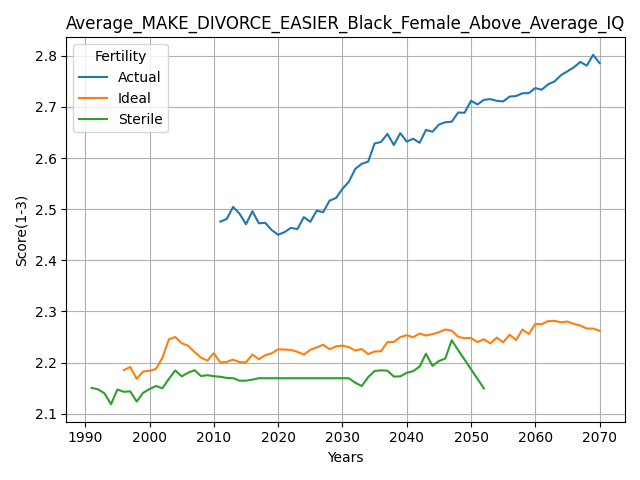 Average_MAKE_DIVORCE_EASIER_Black_Female_Above_Average_IQ
Fertility
Actual
Ideal
Sterile
Score(1-3)
2.8
2.7
2.6
2.5
2.4
2.3
2.2
2.1
1990 2000 2010 2020 2030 2040 2050 2060 2070
Years